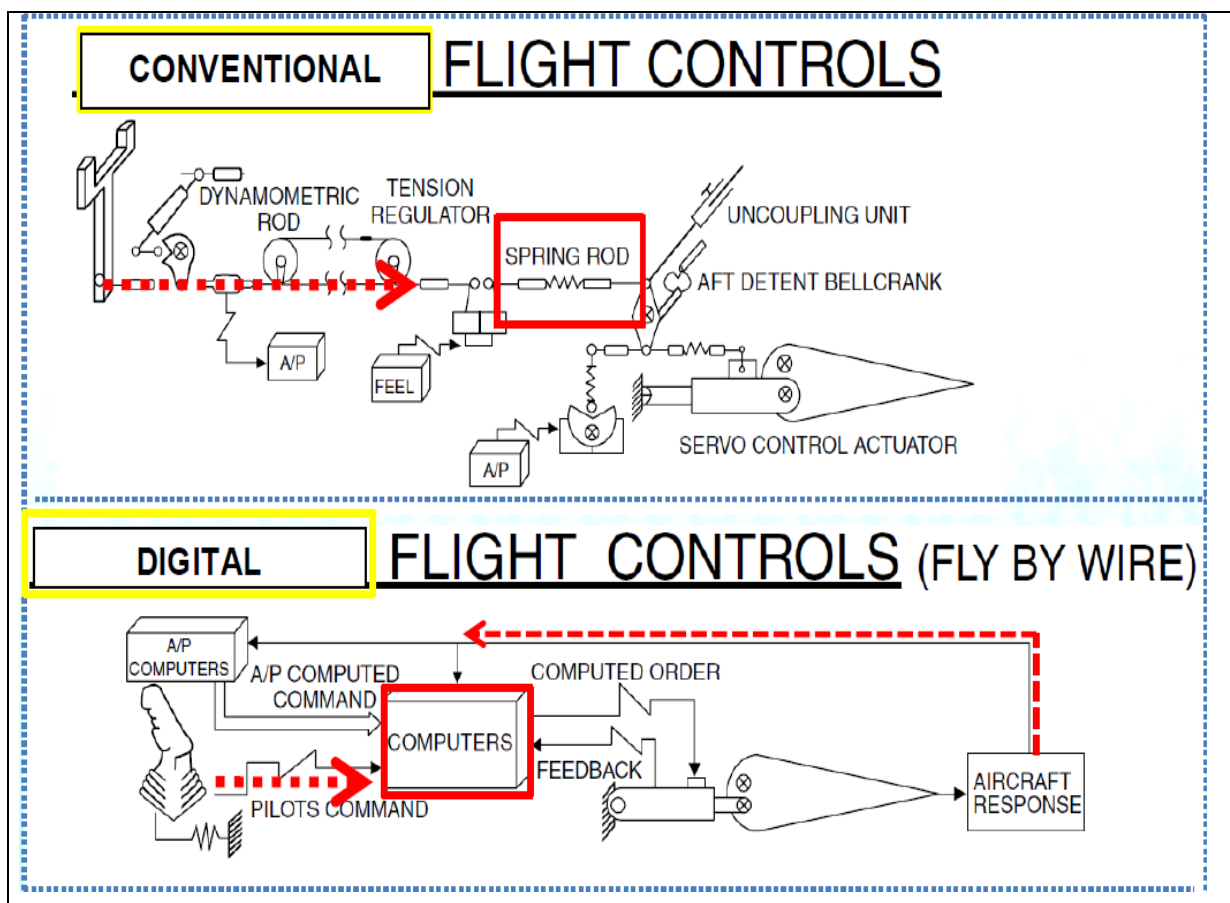 CONVENTIONAL FLIGHT CONTROLS
DYNAMOMETRIC
ROD
TENSION
REGULATOR
SPRING ROD
UNCOUPLING UNIT
AFT DETENT BELLCRANK
A/P
FEEL
A/P
SERVO CONTROL ACTUATOR
DIGITAL FLIGHT CONTROLS (FLY BY WIRE)
A/P
COMPUTERS
A/P COMPUTED
COMMAND
COMPUTED ORDER
COMPUTERS
FEEDBACK
PILOTS COMMAND
AIRCRAFT
RESPONSE